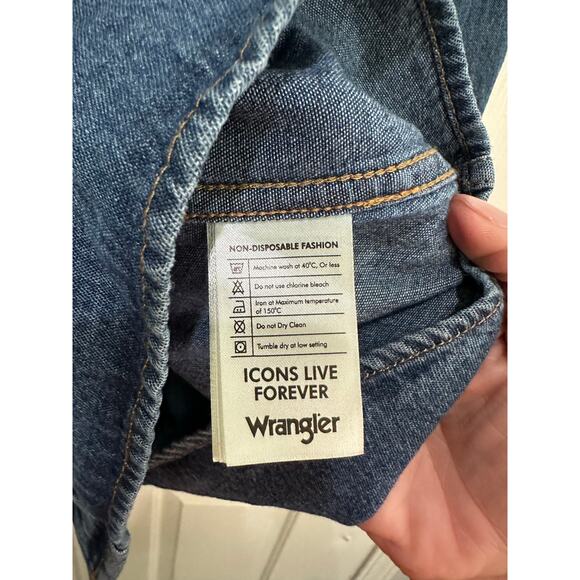 NON-DISPOSABLE FASHION
Machine wash at 40°C, Or less
Do not use chlorine bleach
Iron at Maximum temperature
of 150°C
Do not Dry Clean
Tumble dry at low setting
ICONS LIVE
FOREVER
Wrangler